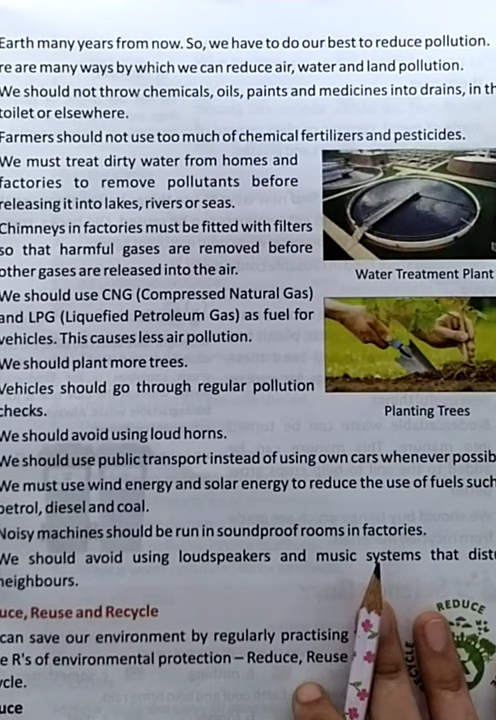 Earth many years from now. So, we have to do our best to reduce pollution.
re are many ways by which we can reduce air, water and land pollution.
We should not throw chemicals, oils, paints and medicines into drains, in th
toilet or elsewhere.
Farmers should not use too much of chemical fertilizers and pesticides.
We must treat dirty water from homes and
factories to remove pollutants before
releasing it into lakes, rivers or seas.
Chimneys in factories must be fitted with filters
so that harmful gases are removed before
other gases are released into the air.
Water Treatment Plant
We should use CNG (Compressed Natural Gas)
and LPG (Liquefied Petroleum Gas) as fuel for
vehicles. This causes less air pollution.
We should plant more trees.
Vehicles should go through regular pollution
checks.
Planting Trees
We should avoid using loud horns.
We should use public transport instead of using own cars whenever possib
We must use wind energy and solar energy to reduce the use of fuels such
petrol, diesel and coal.
Noisy machines should be run in soundproof rooms in factories.
We should avoid using loudspeakers and music systems that dist
neighbours.
uce, Reuse and Recycle
can save our environment by regularly practising
e R's of environmental protection – Reduce, Reuse
ycle.
uce
REDUCE
RECYCLE